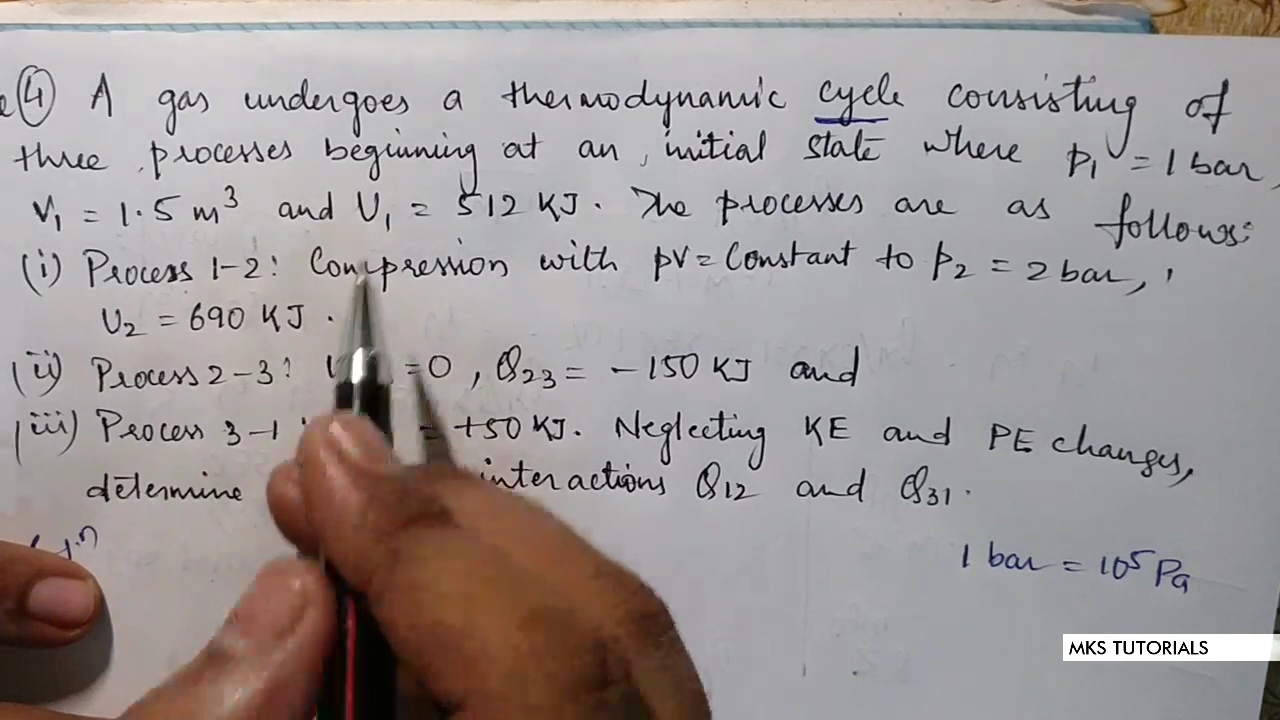 ④ A gas undergoes a thermodynamic cycle consisting of
three processes beginning at an initial state where p₁ = 1 bar,
V₁ = 1.5 m³ and U₁ = 512 KJ. The processes are as follows:
(i) Process 1-2: Compression with pV = Constant to p₂ = 2 bar,
U₂ = 690 KJ.
(ii) Process 2-3: =0, Q₂₃ = -150 KJ and
(iii) Process 3-1: = +50 KJ. Neglecting KE and PE changes,
determine interactions Q₁₂ and Q₃₁.
1 bar = 10⁵ Pa
MKS TUTORIALS